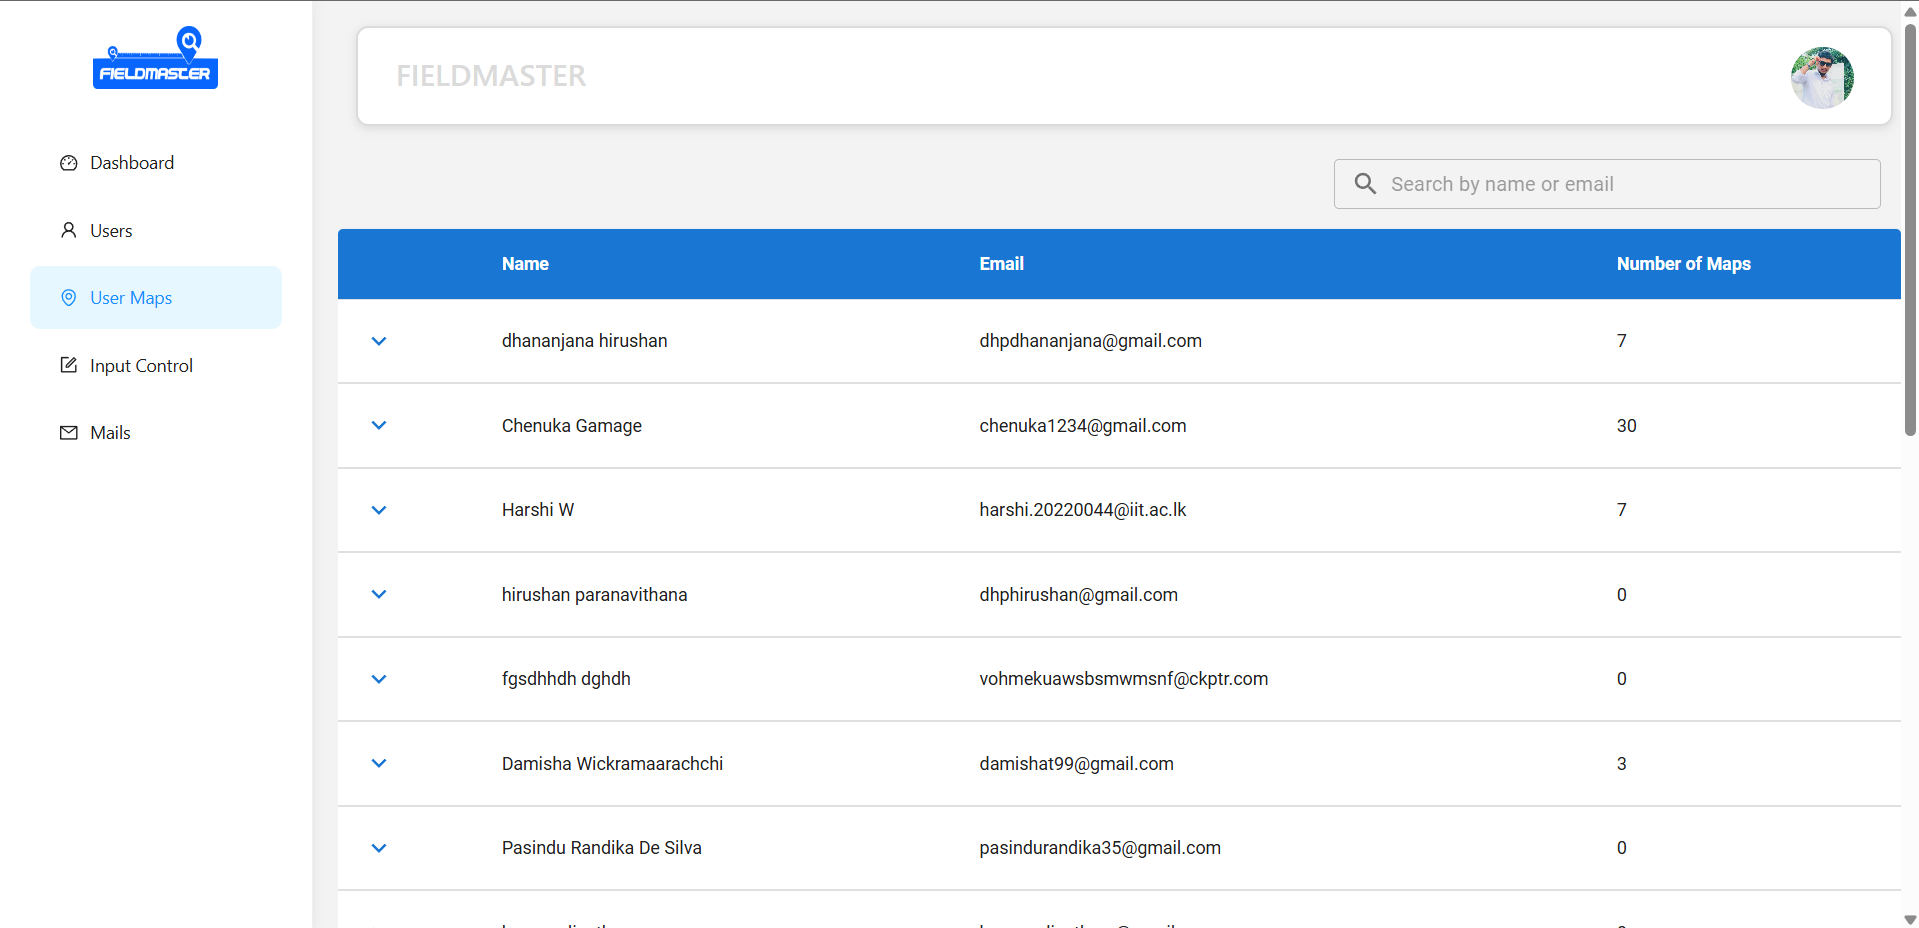 FIELDMASTER
FIELDMASTER
Dashboard
Users
User Maps
Input Control
Mails
Search by name or email
Name Email Number of Maps
dhananjana hirushan dhpdhananjana@gmail.com 7
Chenuka Gamage chenuka1234@gmail.com 30
Harshi W harshi.20220044@iit.ac.lk 7
hirushan paranavithana dhphirushan@gmail.com 0
fgsdhhdh dghdh vohmekuawsbsmwmsnf@ckptr.com 0
Damisha Wickramaarachchi damishat99@gmail.com 3
Pasindu Randika De Silva pasindurandika35@gmail.com 0